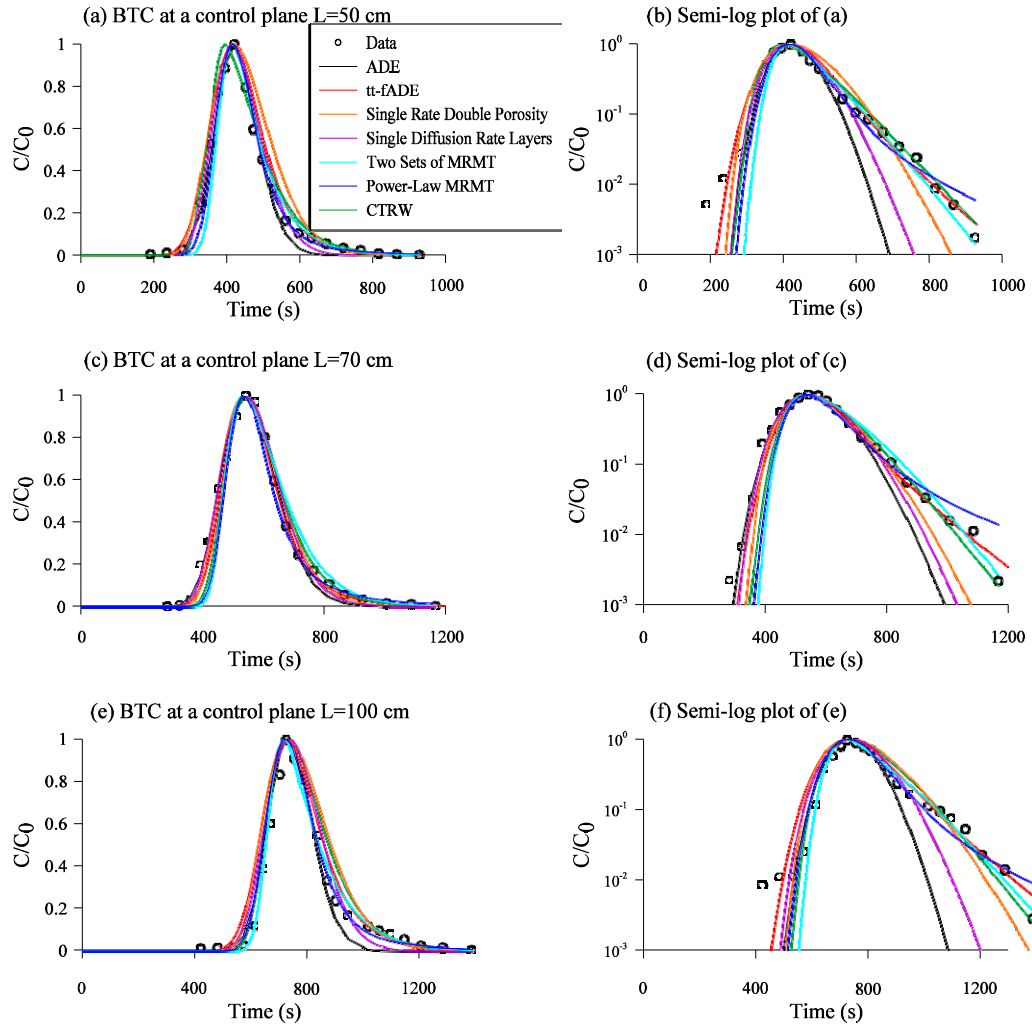 (a) BTC at a control plane L=50 cm
1
0.8
0.6
0.4
0.2
0
C/C0
0
200
400
600
800
1000
Time (s)
Data
ADE
tt-fADE
Single Rate Double Porosity
Single Diffusion Rate Layers
Two Sets of MRMT
Power-Law MRMT
CTRW
(b) Semi-log plot of (a)
10^0
10^-1
10^-2
10^-3
C/C0
0
200
400
600
800
1000
Time (s)
(c) BTC at a control plane L=70 cm
1
0.8
0.6
0.4
0.2
0
C/C0
0
400
800
1200
Time (s)
(d) Semi-log plot of (c)
10^0
10^-1
10^-2
10^-3
C/C0
0
400
800
1200
Time (s)
(e) BTC at a control plane L=100 cm
1
0.8
0.6
0.4
0.2
0
C/C0
0
400
800
1200
Time (s)
(f) Semi-log plot of (e)
10^0
10^-1
10^-2
10^-3
C/C0
0
400
800
1200
Time (s)